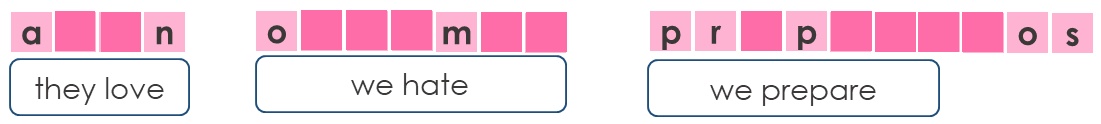 a n o m p r p o s
they love we hate we prepare